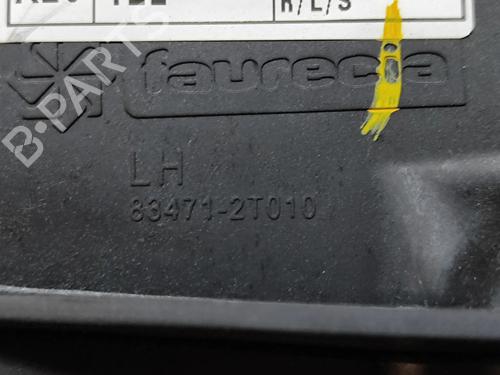 R/L/S
faurecia
B-PARTS
LH
83471-2T010